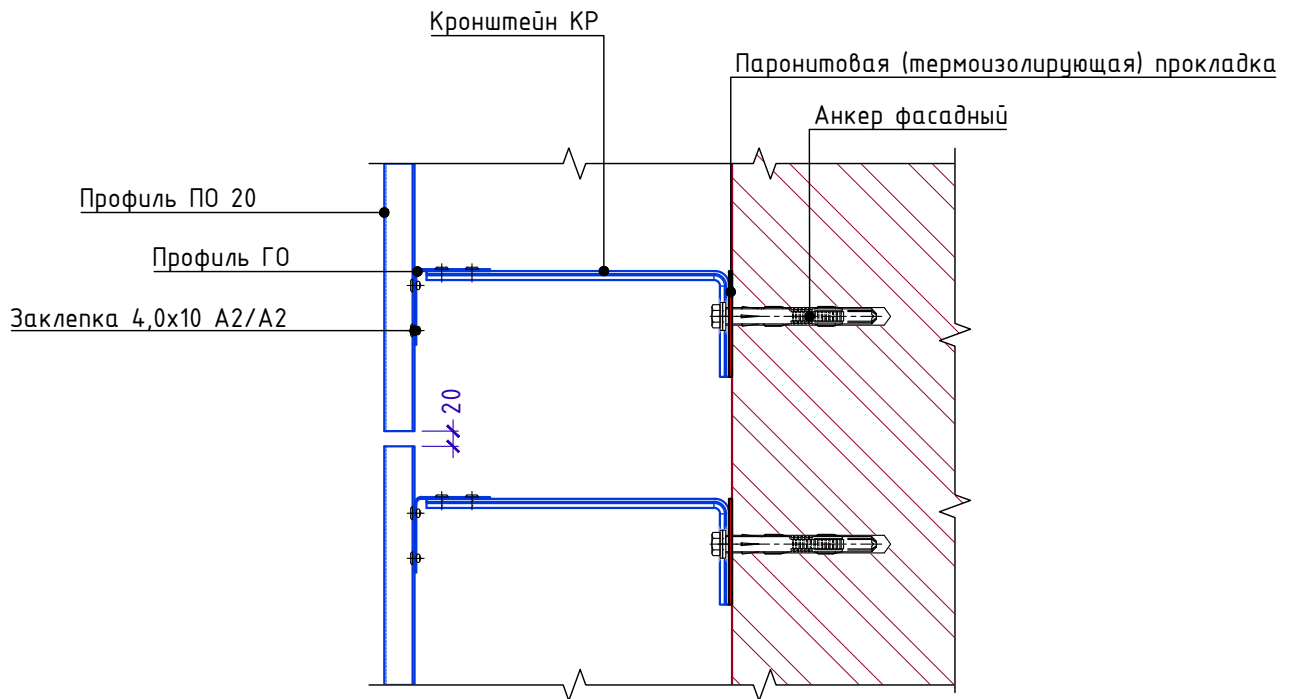 Кронштейн КР
Паронитовая (термоизолирующая) прокладка
Анкер фасадный
Профиль ПО 20
Профиль ГО
Заклепка 4,0х10 А2/А2
20